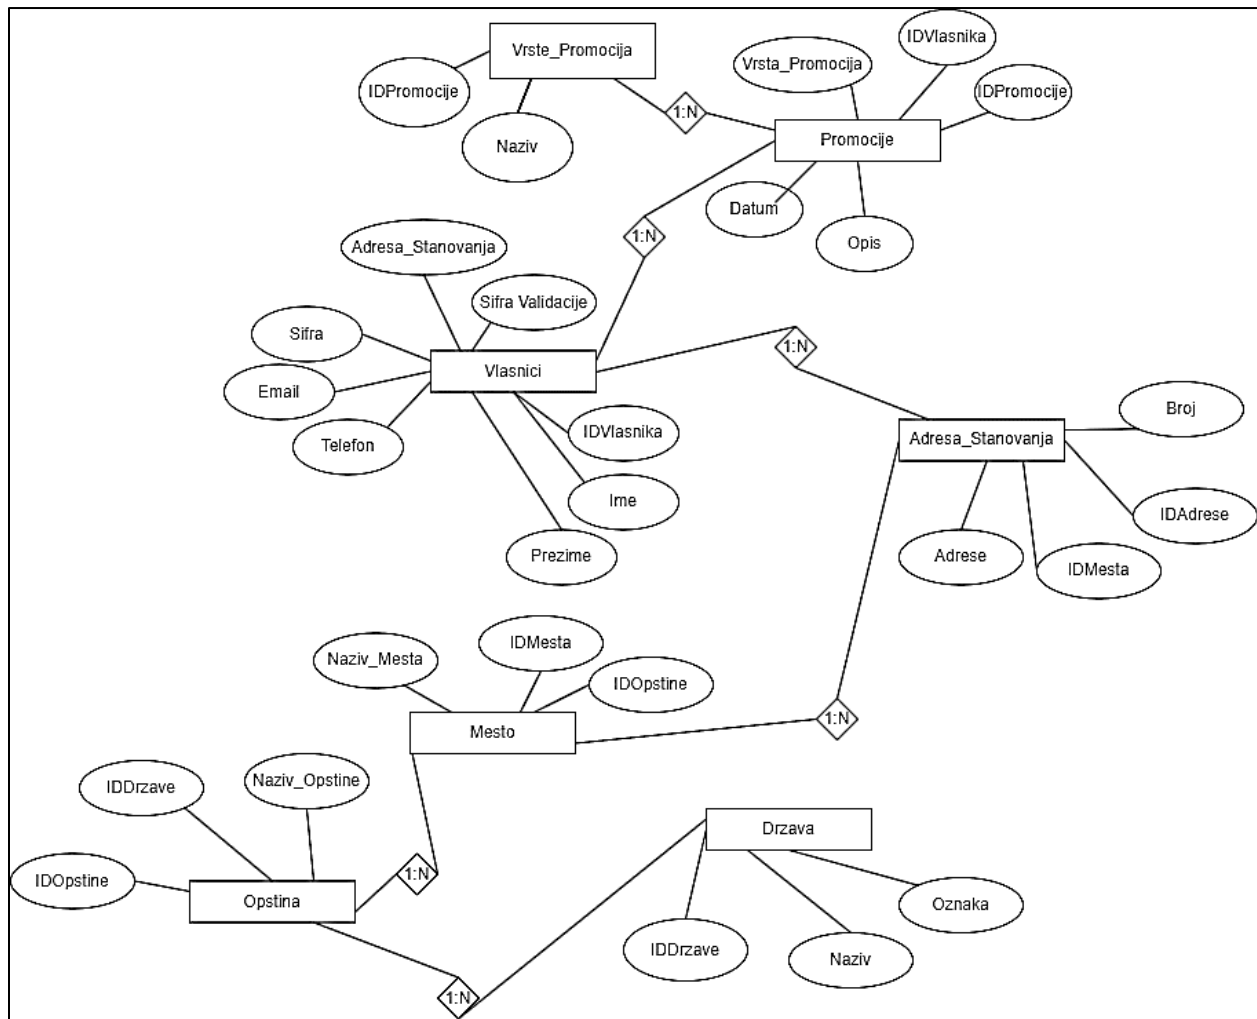 Vrste_Promocija
IDPromocije
Naziv
1:N
Vrsta_Promocija
IDVlasnika
IDPromocije
Promocije
Datum
Opis
1:N
Adresa_Stanovanja
Sifra Validacije
Sifra
Email
Telefon
Vlasnici
IDVlasnika
Ime
Prezime
1:N
Adresa_Stanovanja
Broj
IDAdrese
IDMesta
Adrese
1:N
Naziv_Mesta
IDMesta
IDOpstine
Mesto
1:N
IDDrzave
Naziv_Opstine
IDOpstine
Opstina
1:N
Drzava
IDDrzave
Naziv
Oznaka